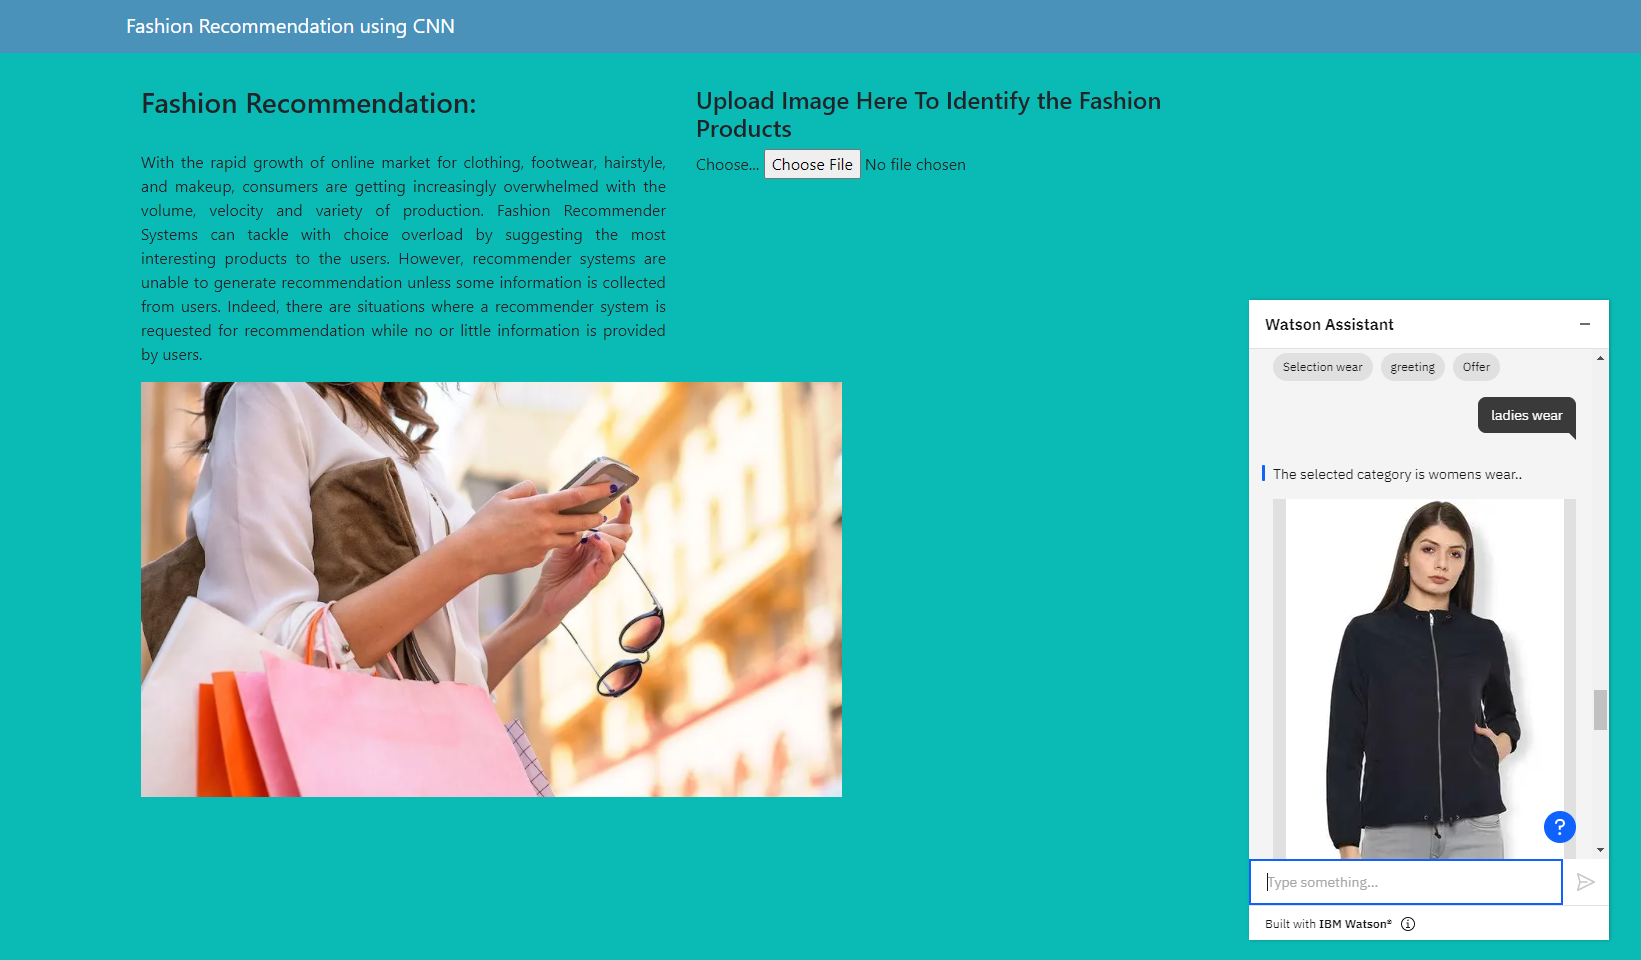 Fashion Recommendation using CNN
Fashion Recommendation:
With the rapid growth of online market for clothing, footwear, hairstyle,
and makeup, consumers are getting increasingly overwhelmed with the
volume, velocity and variety of production. Fashion Recommender
Systems can tackle with choice overload by suggesting the most
interesting products to the users. However, recommender systems are
unable to generate recommendation unless some information is collected
from users. Indeed, there are situations where a recommender system is
requested for recommendation while no or little information is provided
by users.
Upload Image Here To Identify the Fashion
Products
Choose... Choose File No file chosen
Watson Assistant
Selection wear greeting Offer
ladies wear
The selected category is womens wear..
?
Type something...
Built with IBM Watson®